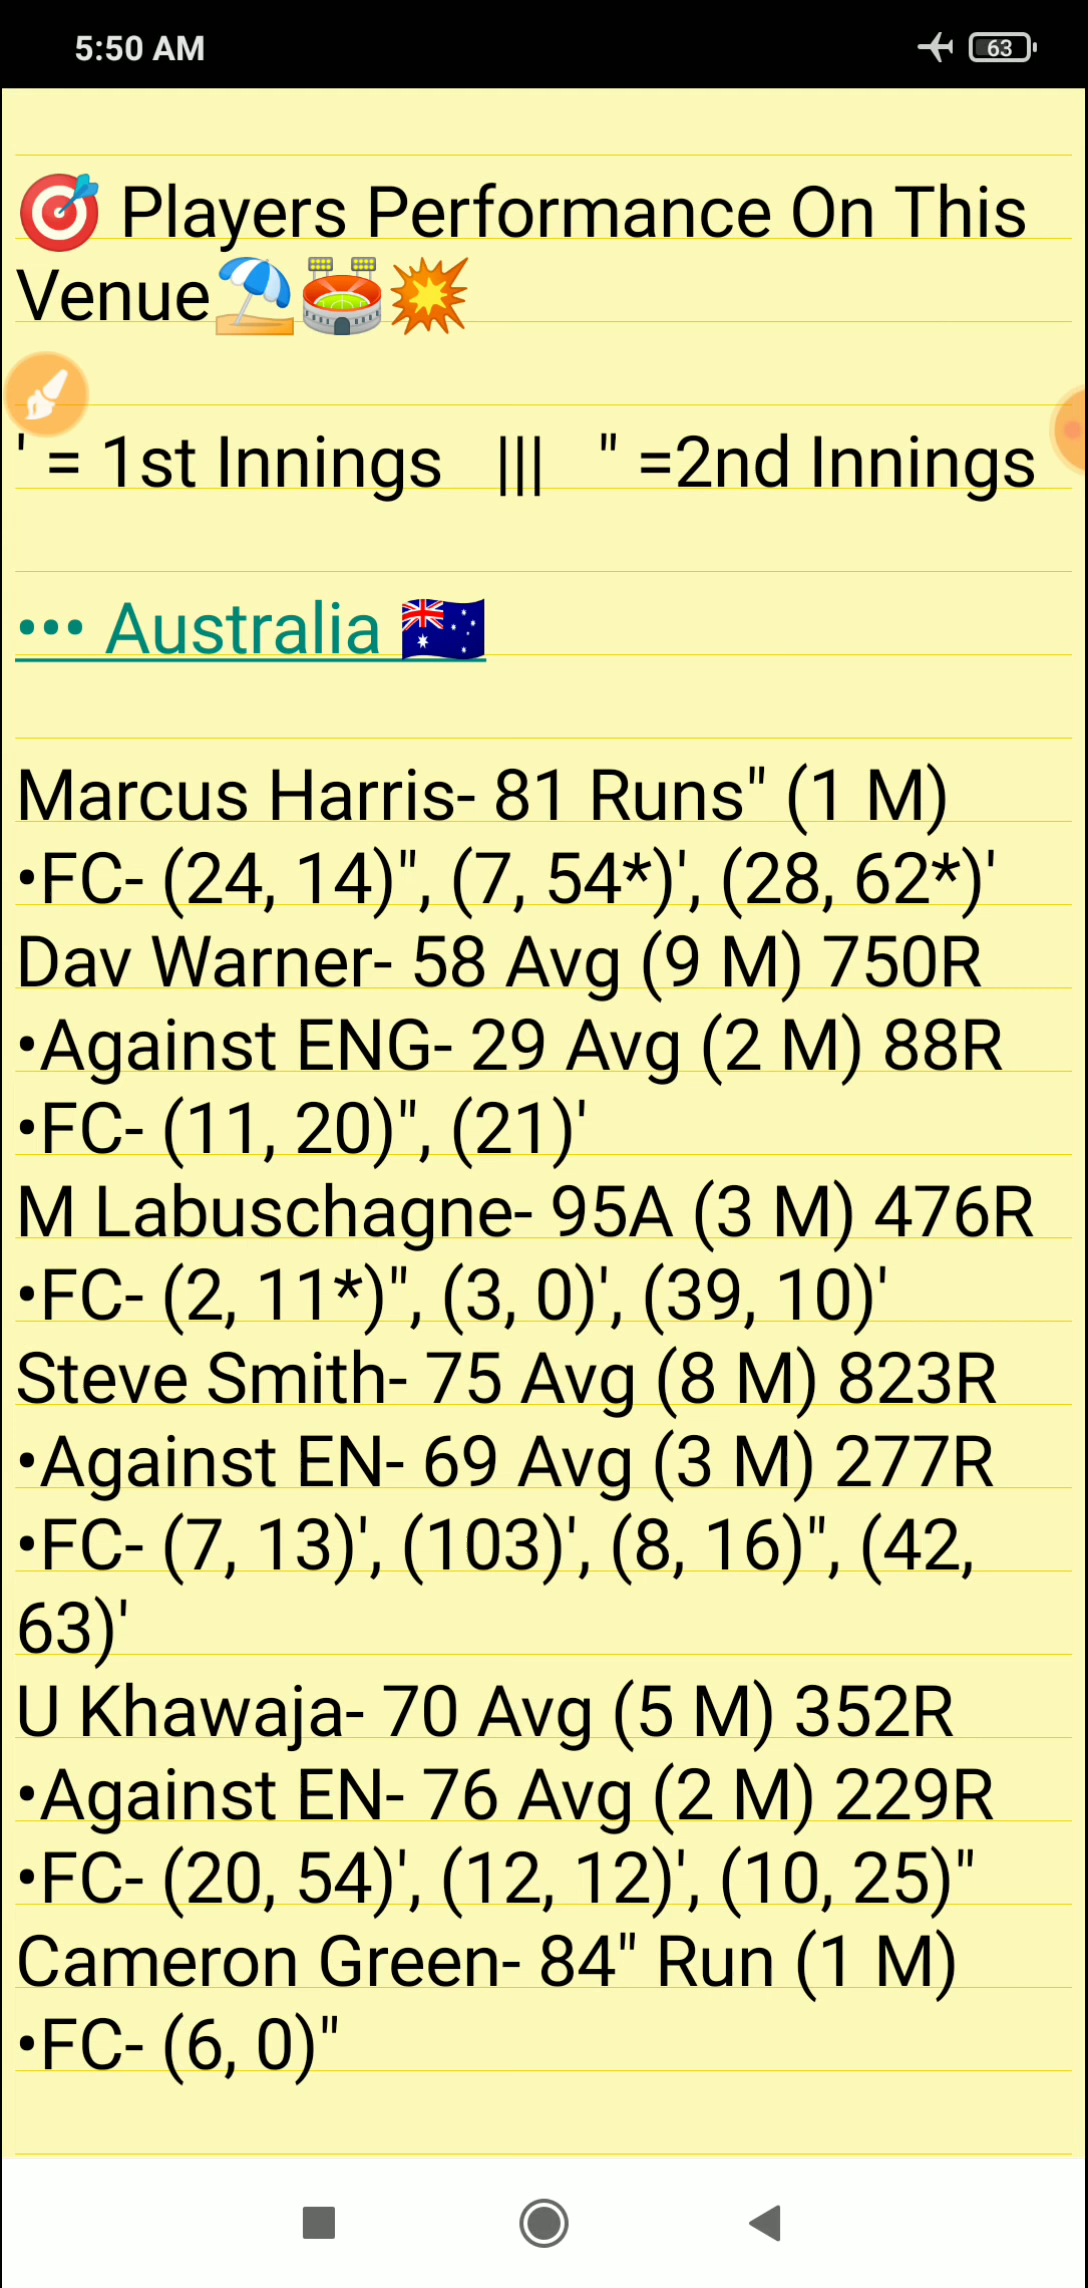 5:50 AM
63
🎯 Players Performance On This
Venue⛱️🏟️💥
' = 1st Innings ||| " =2nd Innings
••• Australia 🇦🇺
Marcus Harris- 81 Runs" (1 M)
•FC- (24, 14)", (7, 54*)', (28, 62*)'
Dav Warner- 58 Avg (9 M) 750R
•Against ENG- 29 Avg (2 M) 88R
•FC- (11, 20)", (21)'
M Labuschagne- 95A (3 M) 476R
•FC- (2, 11*)", (3, 0)', (39, 10)'
Steve Smith- 75 Avg (8 M) 823R
•Against EN- 69 Avg (3 M) 277R
•FC- (7, 13)', (103)', (8, 16)", (42,
63)'
U Khawaja- 70 Avg (5 M) 352R
•Against EN- 76 Avg (2 M) 229R
•FC- (20, 54)', (12, 12)', (10, 25)"
Cameron Green- 84" Run (1 M)
•FC- (6, 0)"